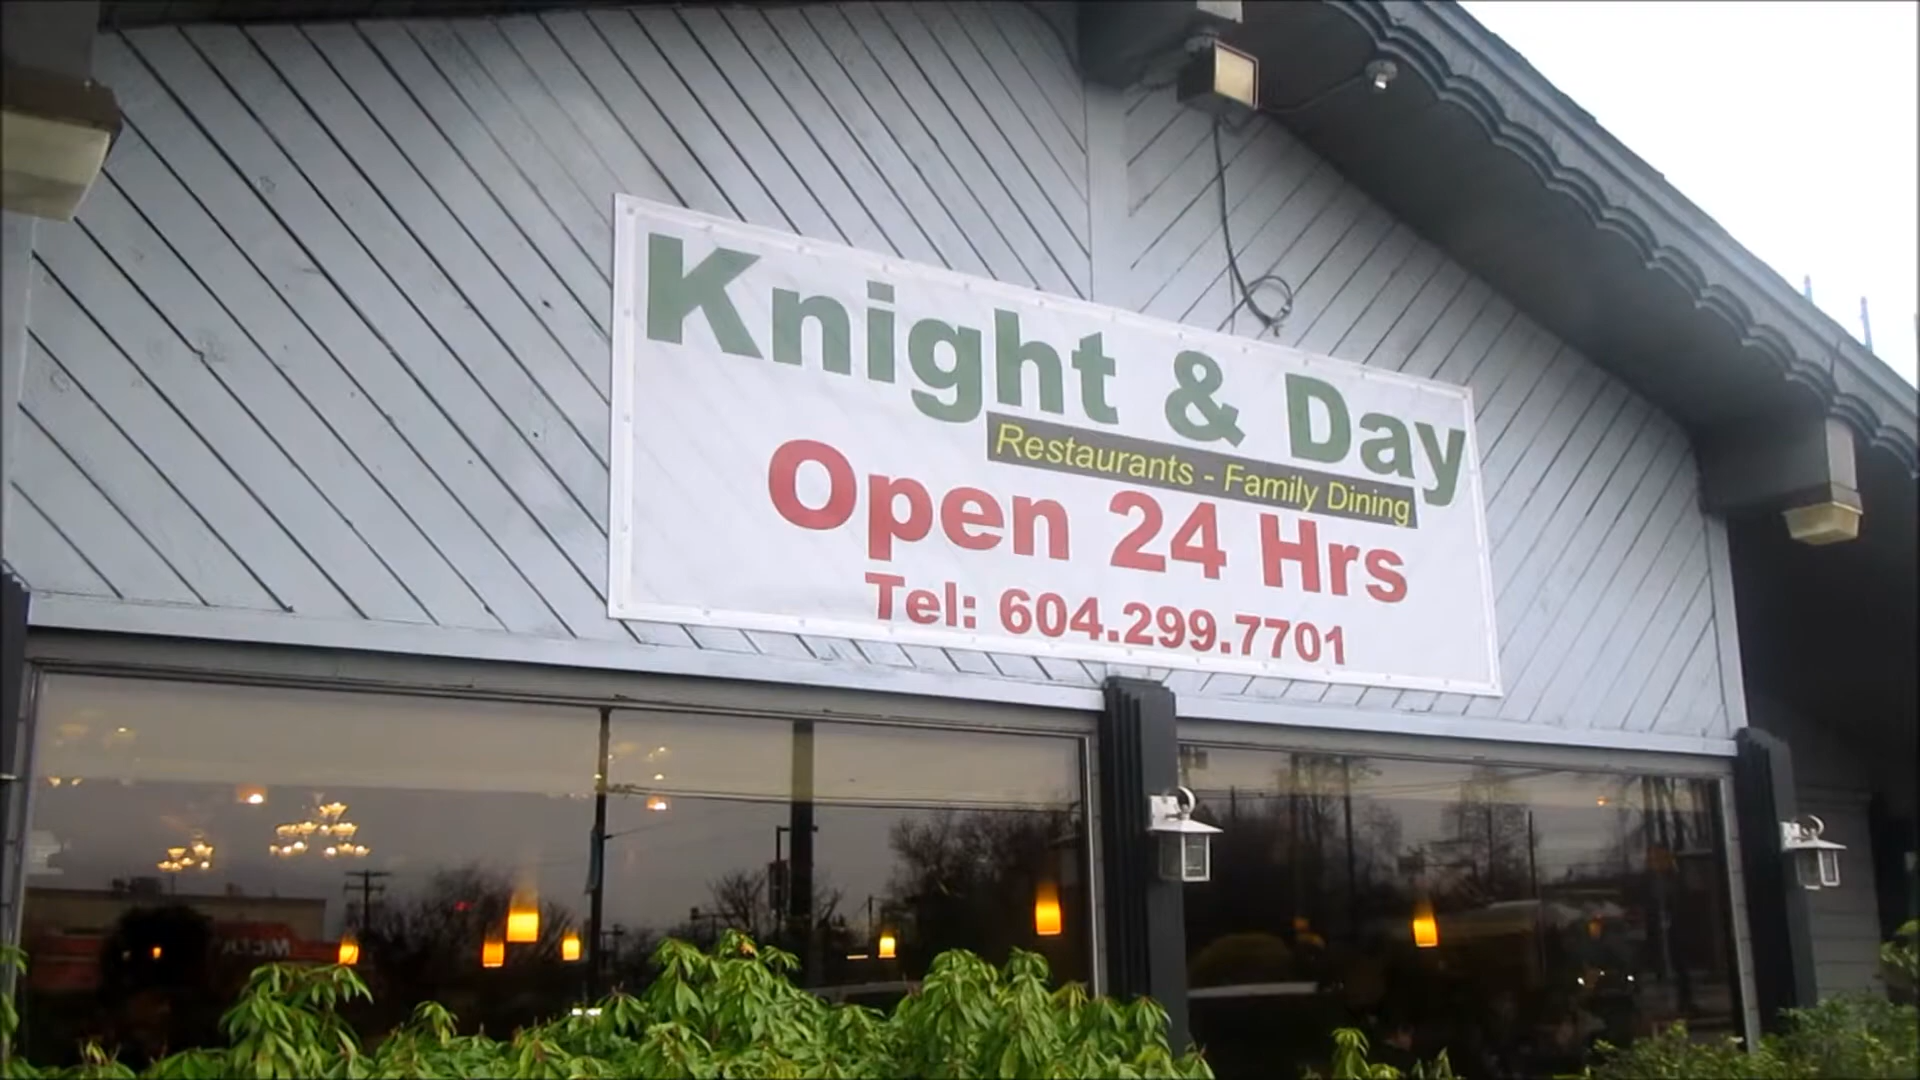 Knight & Day
Restaurants - Family Dining
Open 24 Hrs
Tel: 604.299.7701